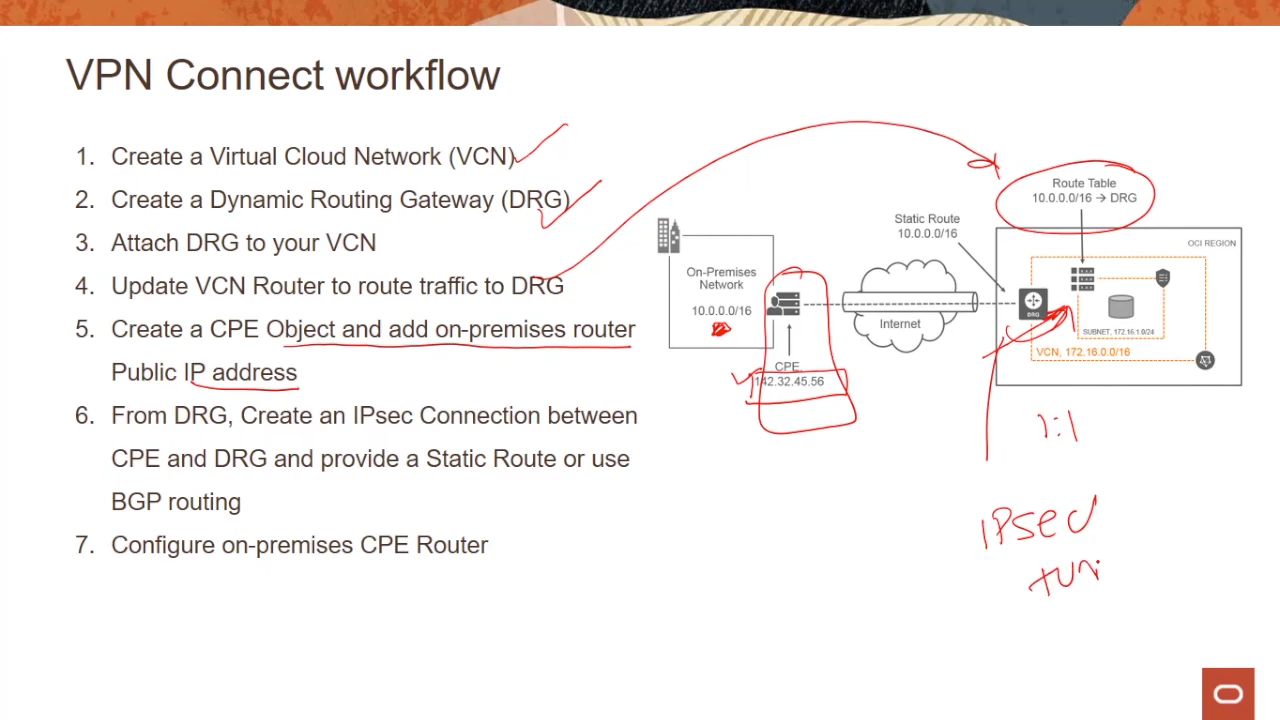 VPN Connect workflow
1. Create a Virtual Cloud Network (VCN)
2. Create a Dynamic Routing Gateway (DRG)
3. Attach DRG to your VCN
4. Update VCN Router to route traffic to DRG
5. Create a CPE Object and add on-premises router
Public IP address
6. From DRG, Create an IPsec Connection between
CPE and DRG and provide a Static Route or use
BGP routing
7. Configure on-premises CPE Router
Route Table
10.0.0.0/16 → DRG
Static Route
10.0.0.0/16
OCI REGION
On-Premises
Network
10.0.0.0/16
Internet
DRG
SUBNET, 172.16.1.0/24
VCN, 172.16.0.0/16
CPE
142.32.45.56
1:1
IPsec
tun